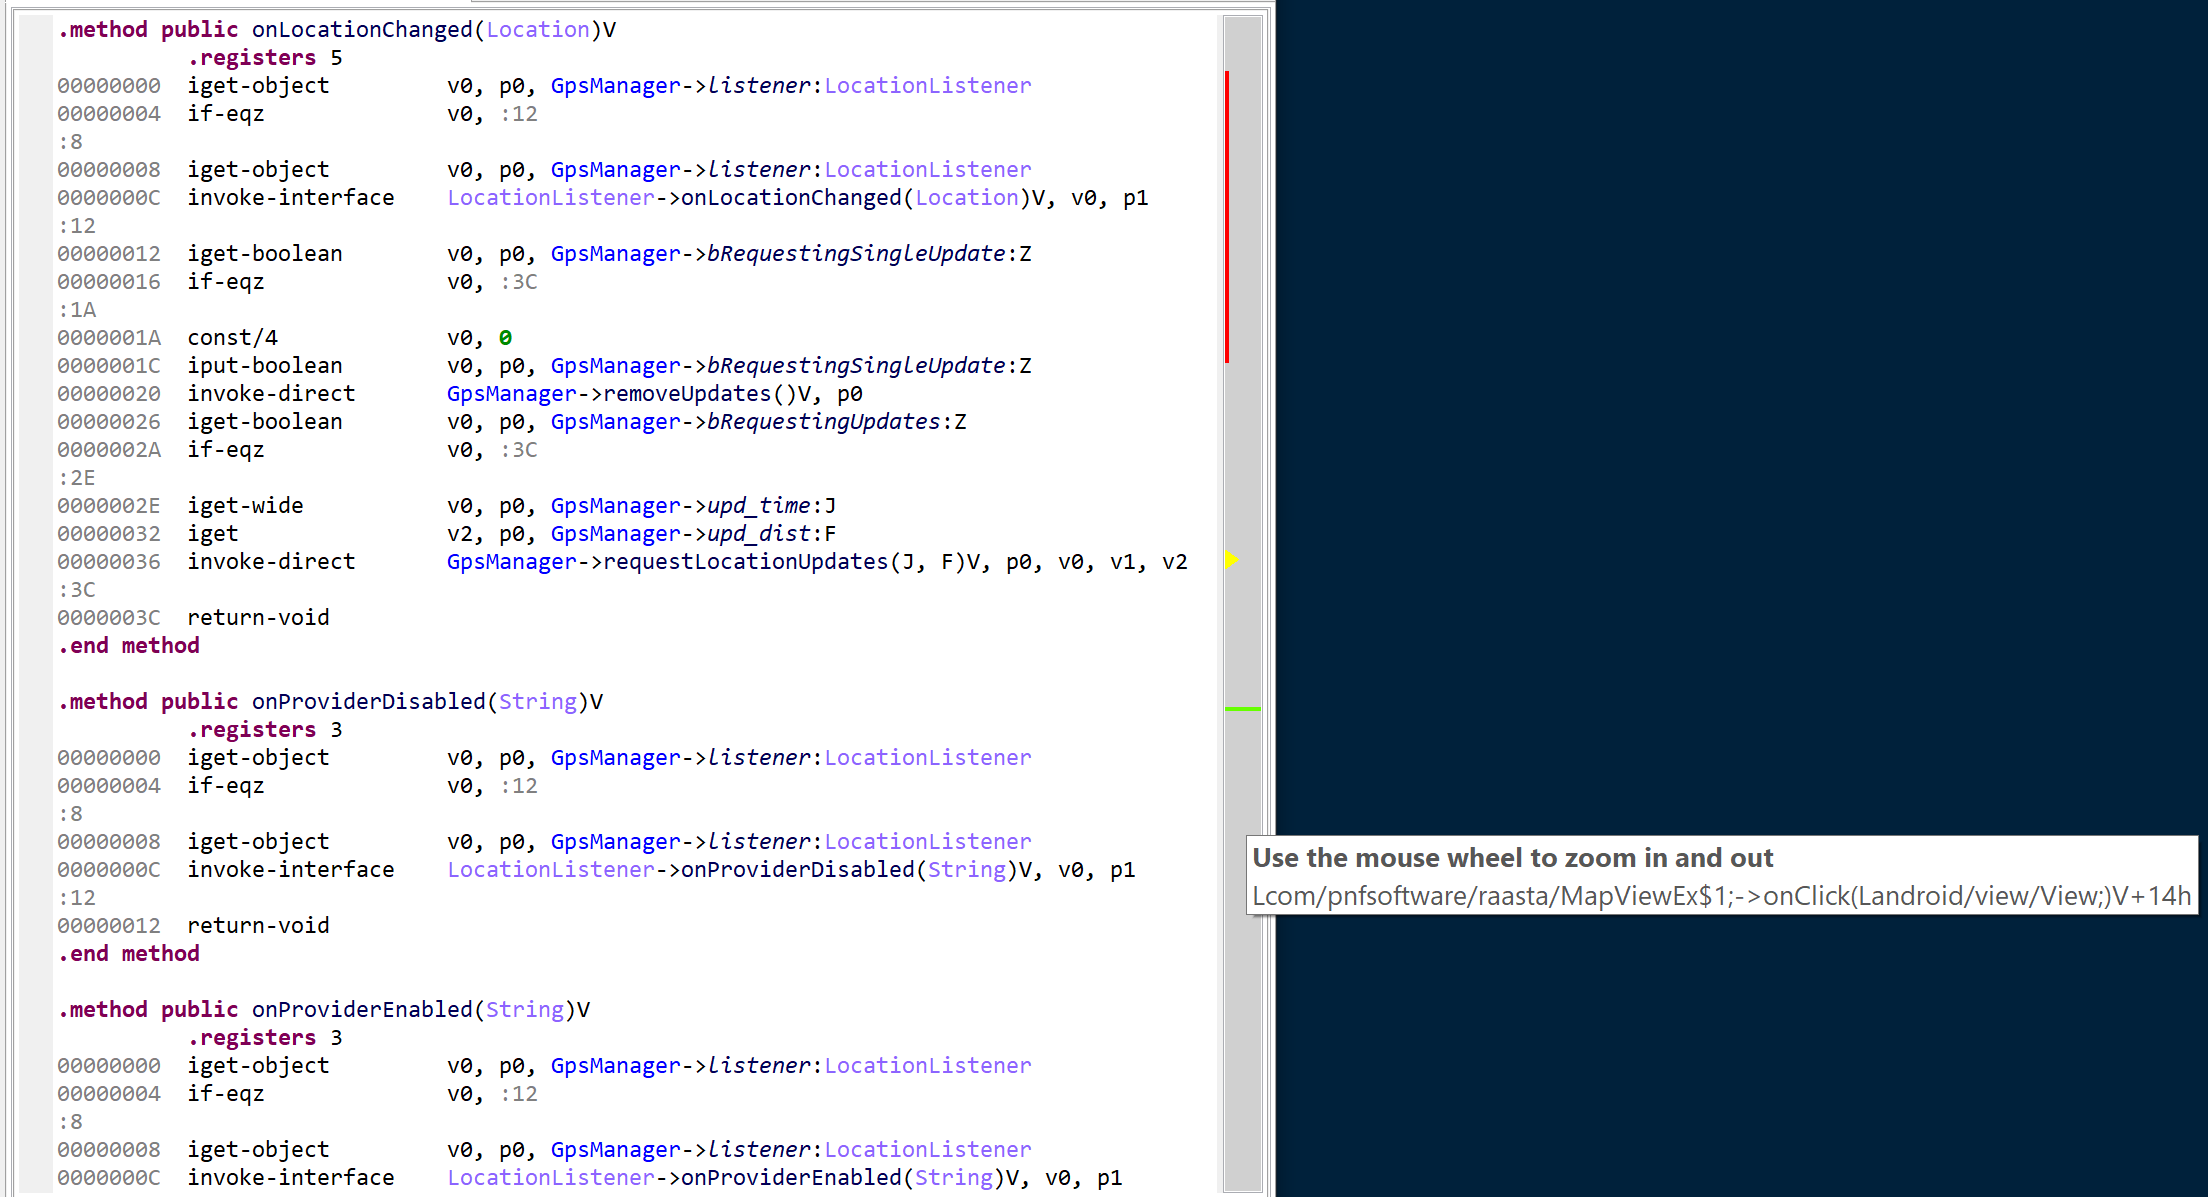 .method public onLocationChanged(Location)V
.registers 5
00000000 iget-object v0, p0, GpsManager->listener:LocationListener
00000004 if-eqz v0, :12
:8
00000008 iget-object v0, p0, GpsManager->listener:LocationListener
0000000C invoke-interface LocationListener->onLocationChanged(Location)V, v0, p1
:12
00000012 iget-boolean v0, p0, GpsManager->bRequestingSingleUpdate:Z
00000016 if-eqz v0, :3C
:1A
0000001A const/4 v0, 0
0000001C iput-boolean v0, p0, GpsManager->bRequestingSingleUpdate:Z
00000020 invoke-direct GpsManager->removeUpdates()V, p0
00000026 iget-boolean v0, p0, GpsManager->bRequestingUpdates:Z
0000002A if-eqz v0, :3C
:2E
0000002E iget-wide v0, p0, GpsManager->upd_time:J
00000032 iget v2, p0, GpsManager->upd_dist:F
00000036 invoke-direct GpsManager->requestLocationUpdates(J, F)V, p0, v0, v1, v2
:3C
0000003C return-void
.end method
.method public onProviderDisabled(String)V
.registers 3
00000000 iget-object v0, p0, GpsManager->listener:LocationListener
00000004 if-eqz v0, :12
:8
00000008 iget-object v0, p0, GpsManager->listener:LocationListener
0000000C invoke-interface LocationListener->onProviderDisabled(String)V, v0, p1
:12
00000012 return-void
.end method
.method public onProviderEnabled(String)V
.registers 3
00000000 iget-object v0, p0, GpsManager->listener:LocationListener
00000004 if-eqz v0, :12
:8
00000008 iget-object v0, p0, GpsManager->listener:LocationListener
0000000C invoke-interface LocationListener->onProviderEnabled(String)V, v0, p1
Use the mouse wheel to zoom in and out
Lcom/pnfsoftware/raasta/MapViewEx$1;->onClick(Landroid/view/View;)V+14h